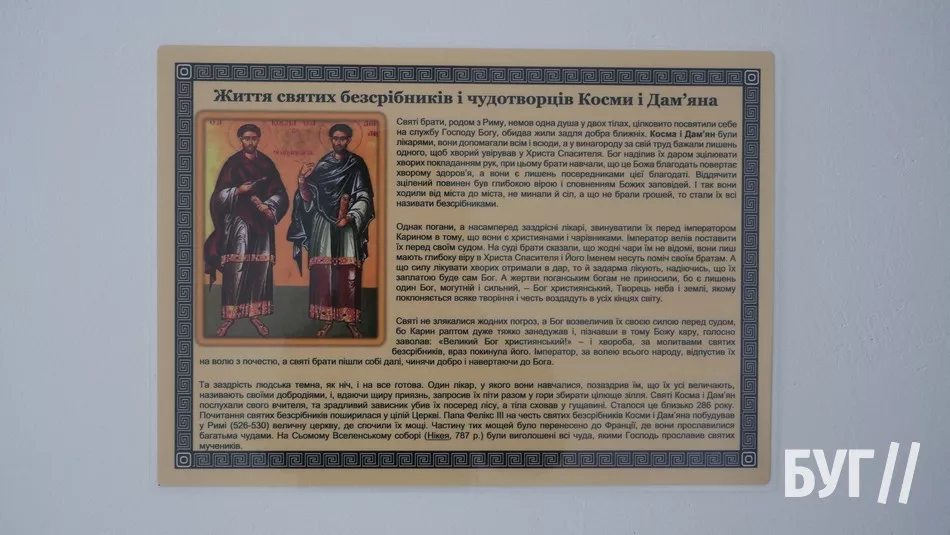 Життя святих безсрібників і чудотворців Косми і Дам'яна
Святі брати, родом з Риму, немов одна душа у двох тілах, цілковито посвятили себе
на службу Господу Богу, обидва жили задля добра ближніх. Косма і Дам'ян були
лікарями, вони допомагали всім і всюди, а у винагороду за свій труд бажали лишень
одного, щоб хворий увірував у Христа Спасителя. Бог наділив їх даром зцілювати
хворих покладанням рук, при цьому брати навчали, що це Божа благодать повертає
хворому здоров'я, а вони є лишень посередниками цієї благодаті. Віддячити
зцілений повинен був глибокою вірою і сповненням Божих заповідей. І так вони
ходили від міста до міста, не минали й сіл, а що не брали грошей, то стали їх всі
називати безсрібниками.
Однак погани, а насамперед заздрісні лікарі, звинуватили їх перед імператором
Карином в тому, що вони є християнами і чарівниками. Імператор велів поставити
їх перед своїм судом. На суді брати сказали, що жодні чари їм не відомі, вони лиш
мають глибоку віру в Христа Спасителя і Його Іменем несуть поміч своїм братам. А
що силу лікувати хворих отримали в дар, то й задарма лікують, надіючись, що їх
заплатою буде сам Бог. А жертви поганським богам не приносили, бо є лишень
один Бог, могутній і сильний, – Бог християнський, Творець неба і землі, якому
поклоняється всяке творіння і честь воздадуть в усіх кінцях світу.
Святі не злякалися жодних погроз, а Бог возвеличив їх своєю силою перед судом,
бо Карин раптом дуже тяжко занедужав і, пізнавши в тому Божу кару, голосно
заволав: «Великий Бог християнський!» – і хвороба, за молитвами святих
безсрібників, враз покинула його. Імператор, за волею всього народу, відпустив їх
на волю з почестю, а святі брати пішли собі далі, чинячи добро і навертаючи до Бога.
Та заздрість людська темна, як ніч, і на все готова. Один лікар, у якого вони навчалися, позаздрив їм, що їх усі величають,
називають своїми добродіями, і, вдаючи щиру приязнь, запросив їх піти разом у гори збирати цілюще зілля. Святі Косма і Дам'ян
послухали свого вчителя, та зрадливий зависник убив їх посеред лісу, а тіла сховав у гущавині. Сталося це близько 286 року.
Почитання святих безсрібників поширилася у цілій Церкві. Папа Фелікс III на честь святих безсрібників Косми і Дам'яна побудував
у Римі (526-530) величну церкву, де спочили їх мощі. Частину тих мощей було перенесено до Франції, де вони прославилися
багатьма чудами. На Сьомому Вселенському соборі (Нікея, 787 р.) були виголошені всі чуда, якими Господь прославив святих
мучеників.
БУГ //